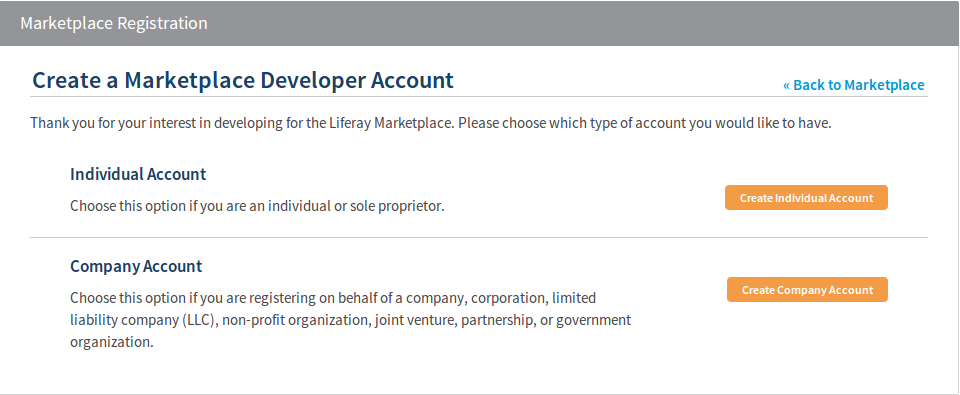 Marketplace Registration
Create a Marketplace Developer Account
« Back to Marketplace
Thank you for your interest in developing for the Liferay Marketplace. Please choose which type of account you would like to have.
Individual Account
Choose this option if you are an individual or sole proprietor.
Create Individual Account
Company Account
Choose this option if you are registering on behalf of a company, corporation, limited
liability company (LLC), non-profit organization, joint venture, partnership, or government
organization.
Create Company Account